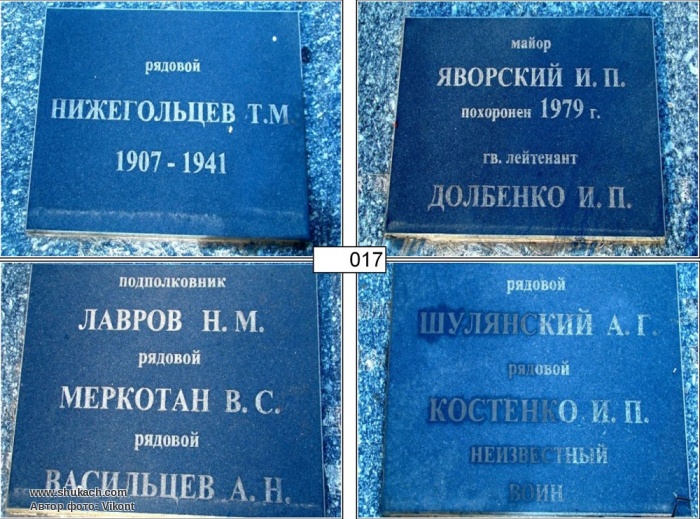 рядовой
НИЖЕГОЛЬЦЕВ Т.М
1907 - 1941
майор
ЯВОРСКИЙ И. П.
похоронен 1979 г.
гв. лейтенант
ДОЛБЕНКО И. П.
017
подполковник
ЛАВРОВ Н. М.
рядовой
МЕРКОТАН В. С.
рядовой
ВАСИЛЬЦЕВ А. Н.
www.shukach.com
Автор фото: Vikont
рядовой
ШУЛЯНСКИЙ А. Г.
рядовой
КОСТЕНКО И. П.
НЕИЗВЕСТНЫЙ
ВОИН